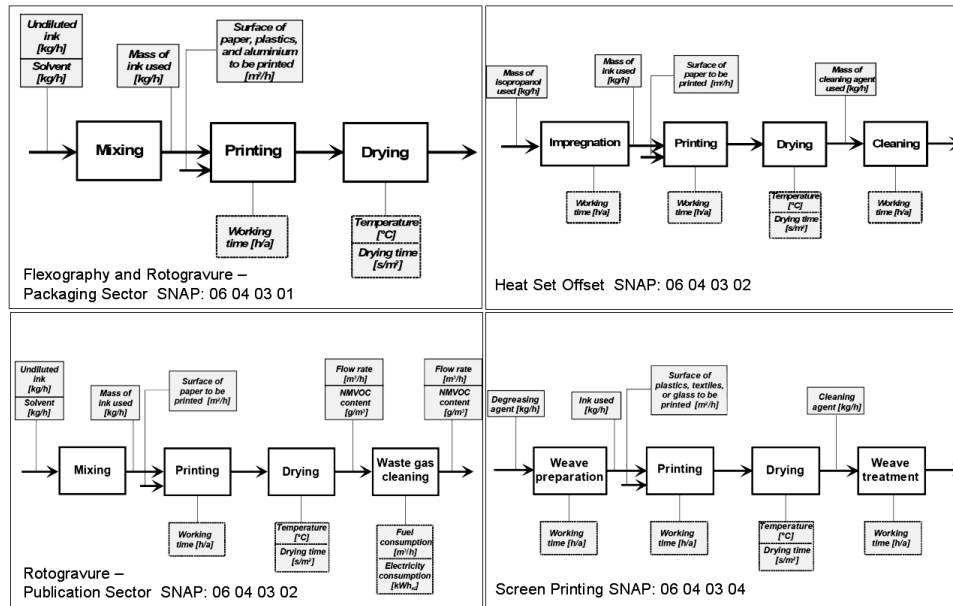 Undiluted
ink
[kg/h]
Solvent
[kg/h]
Mass of
ink used
[kg/h]
Surface of
paper, plastics,
and aluminium
to be printed
[m²/h]
Mixing
Printing
Drying
Working
time [h/a]
Temperature
[°C]
Drying time
[s/m²]
Flexography and Rotogravure –
Packaging Sector SNAP: 06 04 03 01
Mass of
isopropanol
used [kg/h]
Mass of
ink used
[kg/h]
Surface of
paper to be
printed [m²/h]
Mass of
cleaning agent
used [kg/h]
Impregnation
Printing
Drying
Cleaning
Working
time [h/a]
Working
time [h/a]
Temperature
[°C]
Drying time
[s/m²]
Working
time [h/a]
Heat Set Offset SNAP: 06 04 03 02
Undiluted
Ink
[kg/h]
Solvent
[kg/h]
Mass of
ink used
[kg/h]
Surface of
paper to be
printed [m²/h]
Flow rate
[m³/h]
NMVOC
content
[g/m³]
Flow rate
[m³/h]
NMVOC
content
[g/m³]
Mixing
Printing
Drying
Waste gas
cleaning
Working
time [h/a]
Temperature
[°C]
Drying time
[s/m²]
Fuel
consumption
[m³/h]
Electricity
consumption
[kWhel]
Rotogravure –
Publication Sector SNAP: 06 04 03 02
Degreasing
agent [kg/h]
Ink used
[kg/h]
Surface of
plastics, textiles,
or glass to be
printed [m²/h]
Cleaning
agent [kg/h]
Weave
preparation
Printing
Drying
Weave
treatment
Working
time [h/a]
Working
time [h/a]
Temperature
[°C]
Drying time
[s/m²]
Working
time [h/a]
Screen Printing SNAP: 06 04 03 04